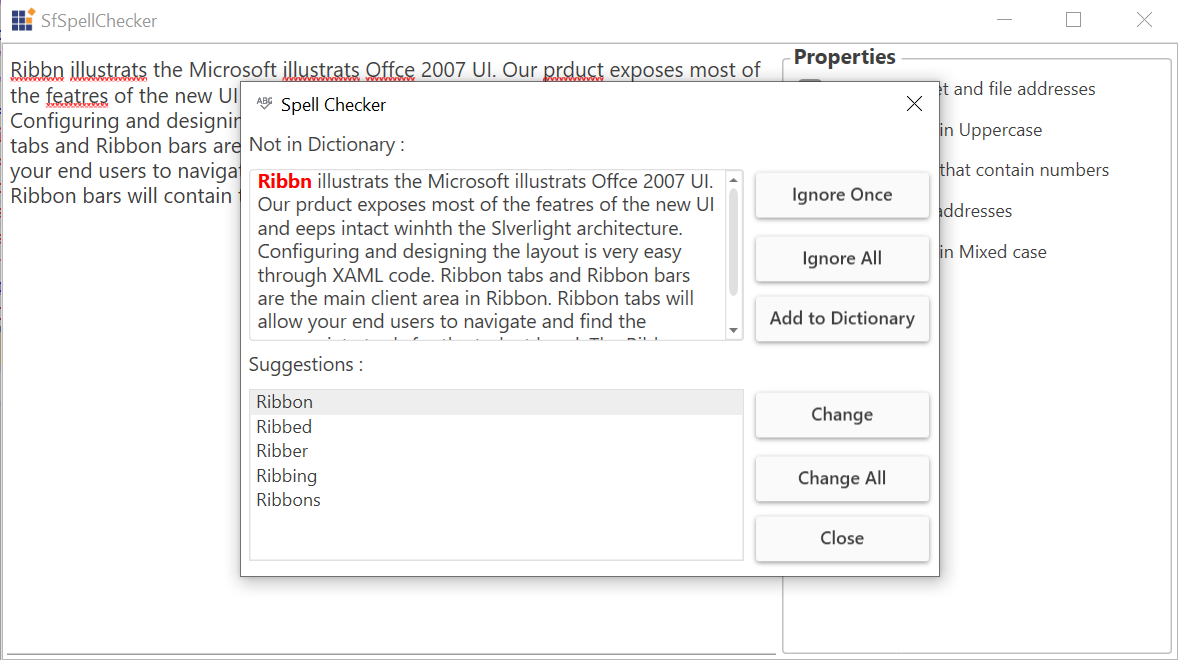 SfSpellChecker
Ribbn illustrats the Microsoft illustrats Offce 2007 UI. Our prduct exposes most of
the featres of the new UI
Configuring and designin
tabs and Ribbon bars are
your end users to naviga
Ribbon bars will contain
Properties
et and file addresses
in Uppercase
that contain numbers
addresses
in Mixed case
ABC Spell Checker
Not in Dictionary :
Ribbn illustrats the Microsoft illustrats Offce 2007 UI.
Our prduct exposes most of the featres of the new UI
and eeps intact winhth the Slverlight architecture.
Configuring and designing the layout is very easy
through XAML code. Ribbon tabs and Ribbon bars
are the main client area in Ribbon. Ribbon tabs will
allow your end users to navigate and find the
Ignore Once
Ignore All
Add to Dictionary
Suggestions :
Ribbon
Ribbed
Ribber
Ribbing
Ribbons
Change
Change All
Close